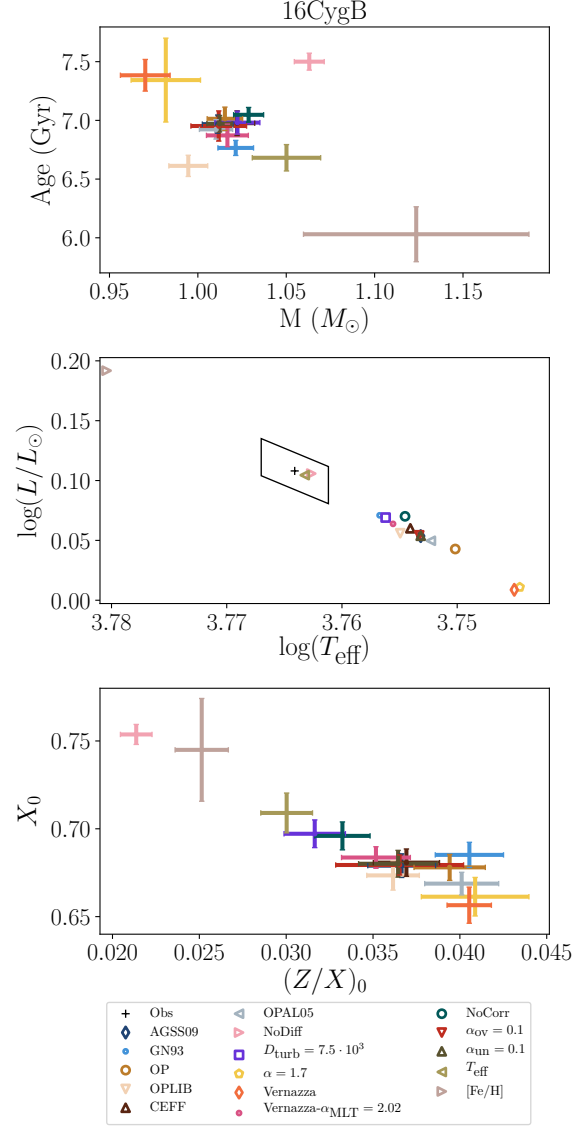 16CygB
7.5
7.0
6.5
6.0
Age (Gyr)
0.95 1.00 1.05 1.10 1.15
M (M⊙)
0.20
0.15
0.10
0.05
0.00
log(L/L⊙)
3.78 3.77 3.76 3.75
log(Teff)
0.75
0.70
0.65
X₀
0.020 0.025 0.030 0.035 0.040 0.045
(Z/X)₀
Obs
AGSS09
GN93
OP
OPLIB
CEFF
OPAL05
NoDiff
Dturb = 7.5 · 10³
α = 1.7
Vernazza
Vernazza-αMLT = 2.02
NoCorr
αov = 0.1
αun = 0.1
Teff
[Fe/H]